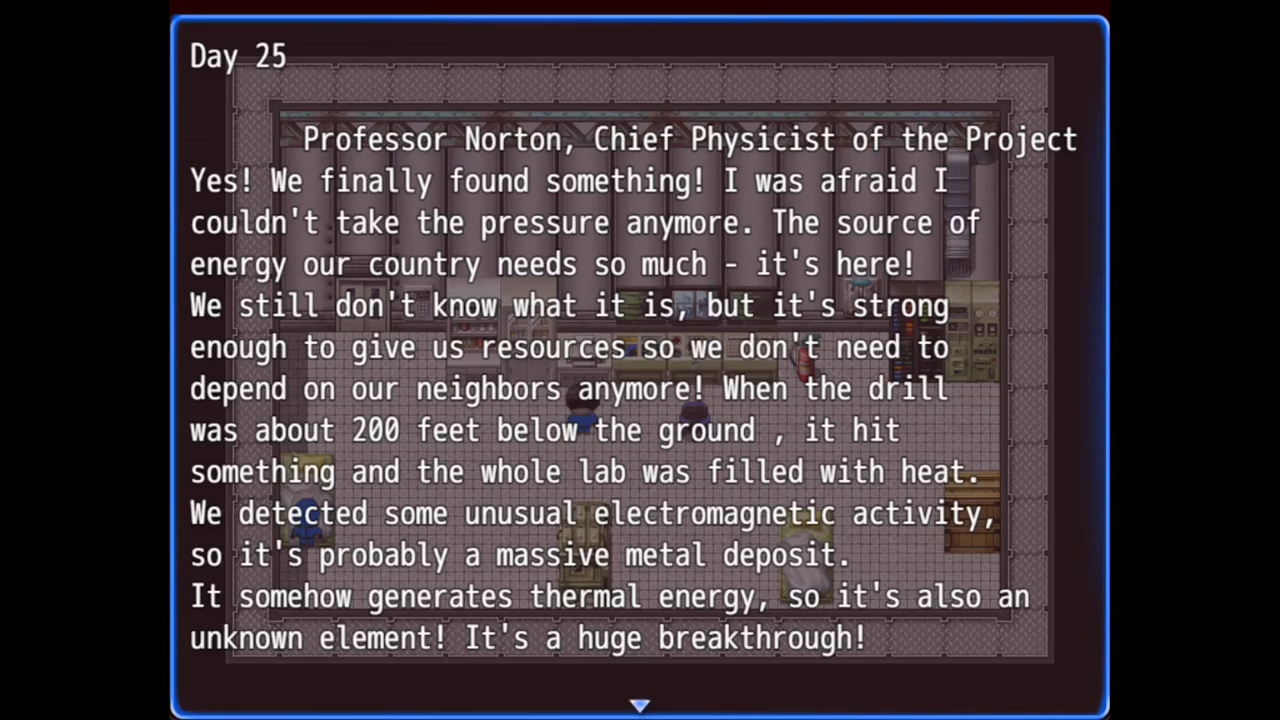 Day 25
Professor Norton, Chief Physicist of the Project
Yes! We finally found something! I was afraid I
couldn't take the pressure anymore. The source of
energy our country needs so much - it's here!
We still don't know what it is, but it's strong
enough to give us resources so we don't need to
depend on our neighbors anymore! When the drill
was about 200 feet below the ground , it hit
something and the whole lab was filled with heat.
We detected some unusual electromagnetic activity,
so it's probably a massive metal deposit.
It somehow generates thermal energy, so it's also an
unknown element! It's a huge breakthrough!